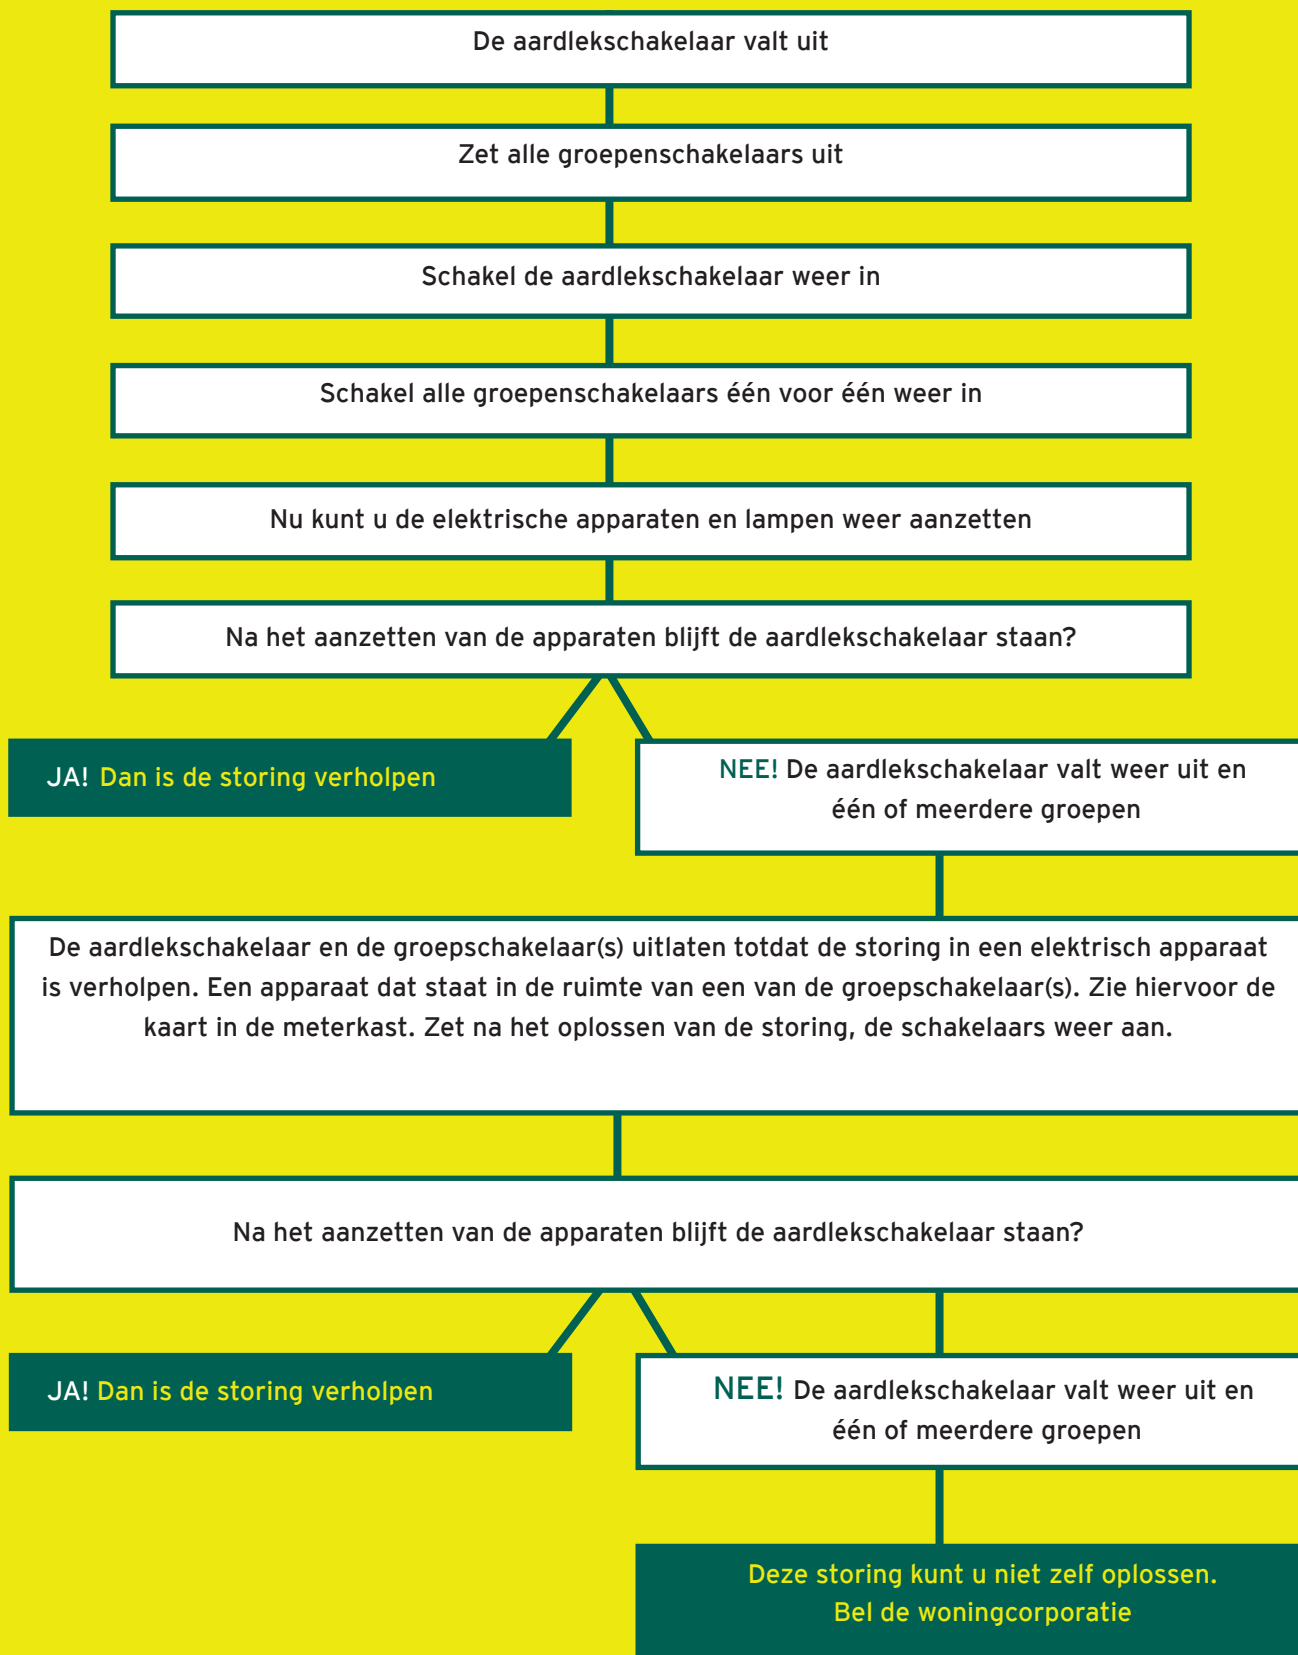 De aardlekschakelaar valt uit
Zet alle groepenschakelaars uit
Schakel de aardlekschakelaar weer in
Schakel alle groepenschakelaars één voor één weer in
Nu kunt u de elektrische apparaten en lampen weer aanzetten
Na het aanzetten van de apparaten blijft de aardlekschakelaar staan?
JA! Dan is de storing verholpen
NEE! De aardlekschakelaar valt weer uit en
één of meerdere groepen
De aardlekschakelaar en de groepschakelaar(s) uitlaten totdat de storing in een elektrisch apparaat
is verholpen. Een apparaat dat staat in de ruimte van een van de groepschakelaar(s). Zie hiervoor de
kaart in de meterkast. Zet na het oplossen van de storing, de schakelaars weer aan.
Na het aanzetten van de apparaten blijft de aardlekschakelaar staan?
JA! Dan is de storing verholpen
NEE! De aardlekschakelaar valt weer uit en
één of meerdere groepen
Deze storing kunt u niet zelf oplossen.
Bel de woningcorporatie